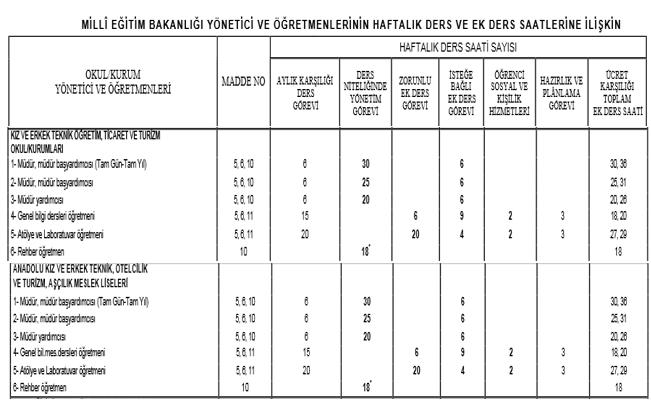 MİLLÎ EĞİTİM BAKANLIĞI YÖNETİCİ VE ÖĞRETMENLERİNİN HAFTALIK DERS VE EK DERS SAATLERİNE İLİŞKİN
HAFTALIK DERS SAATİ SAYISI
OKUL/KURUM
YÖNETİCİ VE ÖĞRETMENLERİ
MADDE NO
AYLIK KARŞILIĞI
DERS
GÖREVİ
DERS
NİTELİĞİNDE
YÖNETİM
GÖREVİ
ZORUNLU
EK DERS
GÖREVİ
İSTEĞE
BAĞLI
EK DERS
GÖREVİ
ÖĞRENCİ
SOSYAL VE
KİŞİLİK
HİZMETLERİ
HAZIRLIK VE
PLÂNLAMA
GÖREVİ
ÜCRET
KARŞILIĞI
TOPLAM
EK DERS SAATİ
KIZ VE ERKEK TEKNİK ÖĞRETİM, TİCARET VE TURİZM
OKUL/KURUMLARI
1- Müdür, müdür başyardımcısı (Tam Gün-Tam Yıl) 5, 6, 10 6 30 6 30, 36
2- Müdür, müdür başyardımcısı 5, 6, 10 6 25 6 25, 31
3- Müdür yardımcısı 5, 6, 10 6 20 6 20, 26
4- Genel bilgi dersleri öğretmeni 5, 6, 11 15 6 9 2 3 18, 20
5- Atölye ve Laboratuvar öğretmeni 5, 6, 11 20 20 4 2 3 27, 29
6- Rehber öğretmen 10 18* 18
ANADOLU KIZ VE ERKEK TEKNİK, OTELCİLİK
VE TURİZM, AŞÇILIK MESLEK LİSELERİ
1- Müdür, müdür başyardımcısı (Tam Gün-Tam Yıl) 5, 6, 10 6 30 6 30, 36
2- Müdür, müdür başyardımcısı 5, 6, 10 6 25 6 25, 31
3- Müdür yardımcısı 5, 6, 10 6 20 6 20, 26
4- Genel bil.mes.dersleri öğretmeni 5, 6, 11 15 6 9 2 3 18, 20
5- Atölye ve Laboratuvar öğretmeni 5, 6, 11 20 20 4 2 3 27, 29
6- Rehber öğretmen 10 18* 18